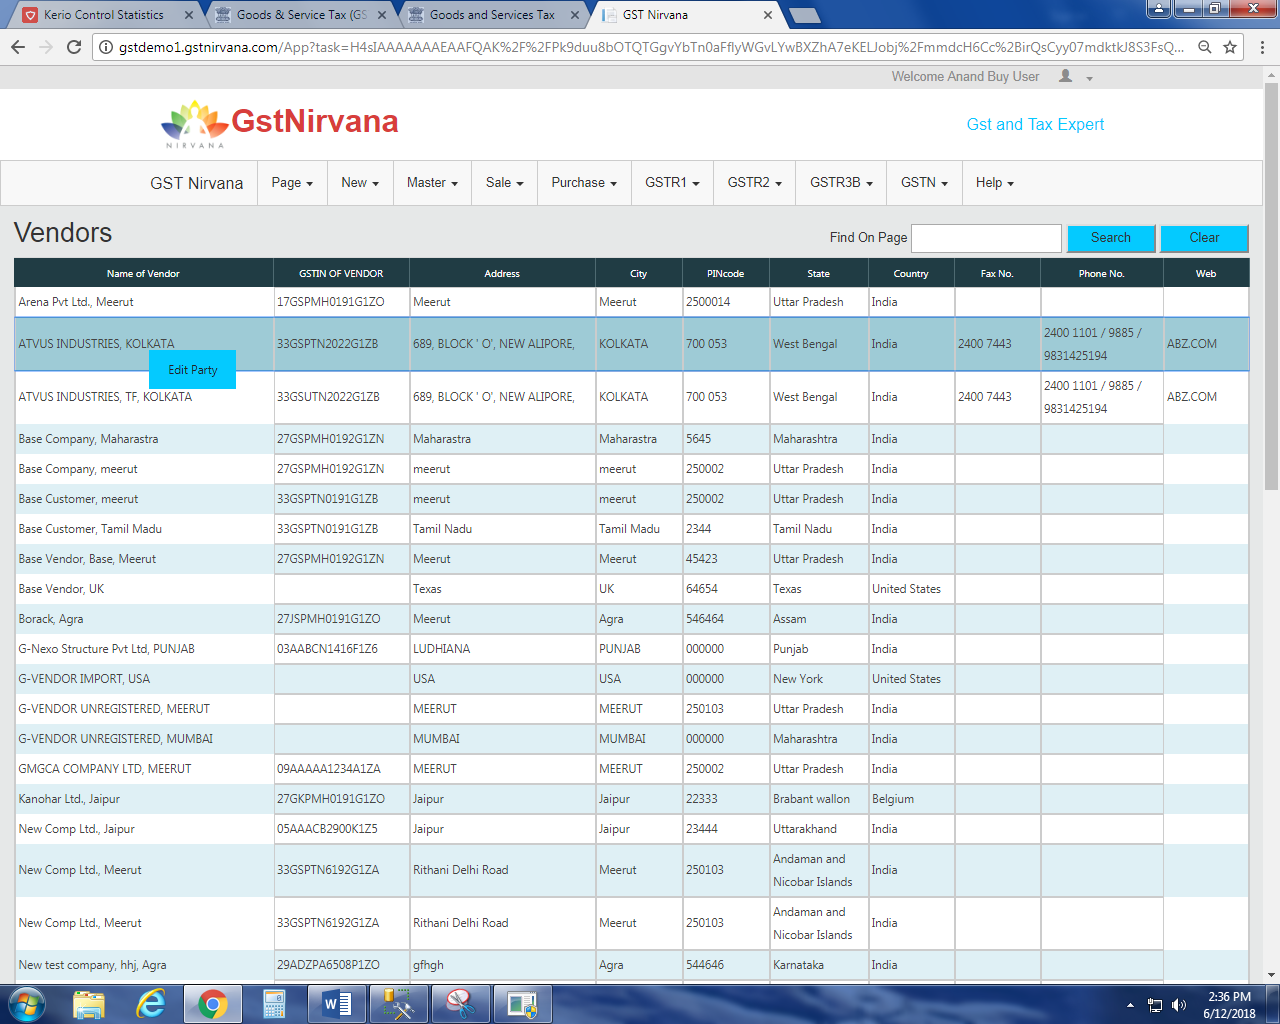 Kerio Control Statistics
Goods & Service Tax (GS
Goods and Services Tax
GST Nirvana
gstdemo1.gstnirvana.com/App?task=
Welcome Anand Buy User
NIRVANA
GstNirvana
Gst and Tax Expert
GST Nirvana Page New Master Sale Purchase GSTR1 GSTR2 GSTR3B GSTN Help
Vendors
Find On Page Search Clear
Name of Vendor GSTIN OF VENDOR Address City PINcode State Country Fax No. Phone No. Web
Arena Pvt Ltd., Meerut 17GSPMH0191G1ZO Meerut Meerut 2500014 Uttar Pradesh India
ATVUS INDUSTRIES, KOLKATA 33GSPTN2022G1ZB 689, BLOCK ' O', NEW ALIPORE, KOLKATA 700 053 West Bengal India 2400 7443 2400 1101 / 9885 / 9831425194 ABZ.COM
Edit Party
ATVUS INDUSTRIES, TF, KOLKATA 33GSUTN2022G1ZB 689, BLOCK ' O', NEW ALIPORE, KOLKATA 700 053 West Bengal India 2400 7443 2400 1101 / 9885 / 9831425194 ABZ.COM
Base Company, Maharastra 27GSPMH0192G1ZN Maharastra Maharastra 5645 Maharashtra India
Base Company, meerut 27GSPMH0192G1ZN meerut meerut 250002 Uttar Pradesh India
Base Customer, meerut 33GSPTN0191G1ZB meerut meerut 250002 Uttar Pradesh India
Base Customer, Tamil Madu 33GSPTN0191G1ZB Tamil Nadu Tamil Madu 2344 Tamil Nadu India
Base Vendor, Base, Meerut 27GSPMH0192G1ZN Meerut Meerut 45423 Uttar Pradesh India
Base Vendor, UK Texas UK 64654 Texas United States
Borack, Agra 27JSPMH0191G1ZO Meerut Agra 546464 Assam India
G-Nexo Structure Pvt Ltd, PUNJAB 03AABCN1416F1Z6 LUDHIANA PUNJAB 000000 Punjab India
G-VENDOR IMPORT, USA USA USA 000000 New York United States
G-VENDOR UNREGISTERED, MEERUT MEERUT MEERUT 250103 Uttar Pradesh India
G-VENDOR UNREGISTERED, MUMBAI MUMBAI MUMBAI 000000 Maharashtra India
GMGCA COMPANY LTD, MEERUT 09AAAAA1234A1ZA MEERUT MEERUT 250002 Uttar Pradesh India
Kanohar Ltd., Jaipur 27GKPMH0191G1ZO Jaipur Jaipur 22333 Brabant wallon Belgium
New Comp Ltd., Jaipur 05AAACB2900K1Z5 Jaipur Jaipur 23444 Uttarakhand India
New Comp Ltd., Meerut 33GSPTN6192G1ZA Rithani Delhi Road Meerut 250103 Andaman and Nicobar Islands India
New Comp Ltd., Meerut 33GSPTN6192G1ZA Rithani Delhi Road Meerut 250103 Andaman and Nicobar Islands India
New test company, hhj, Agra 29ADZPA6508P1ZO gfhgh Agra 544646 Karnataka India
2:36 PM
6/12/2018